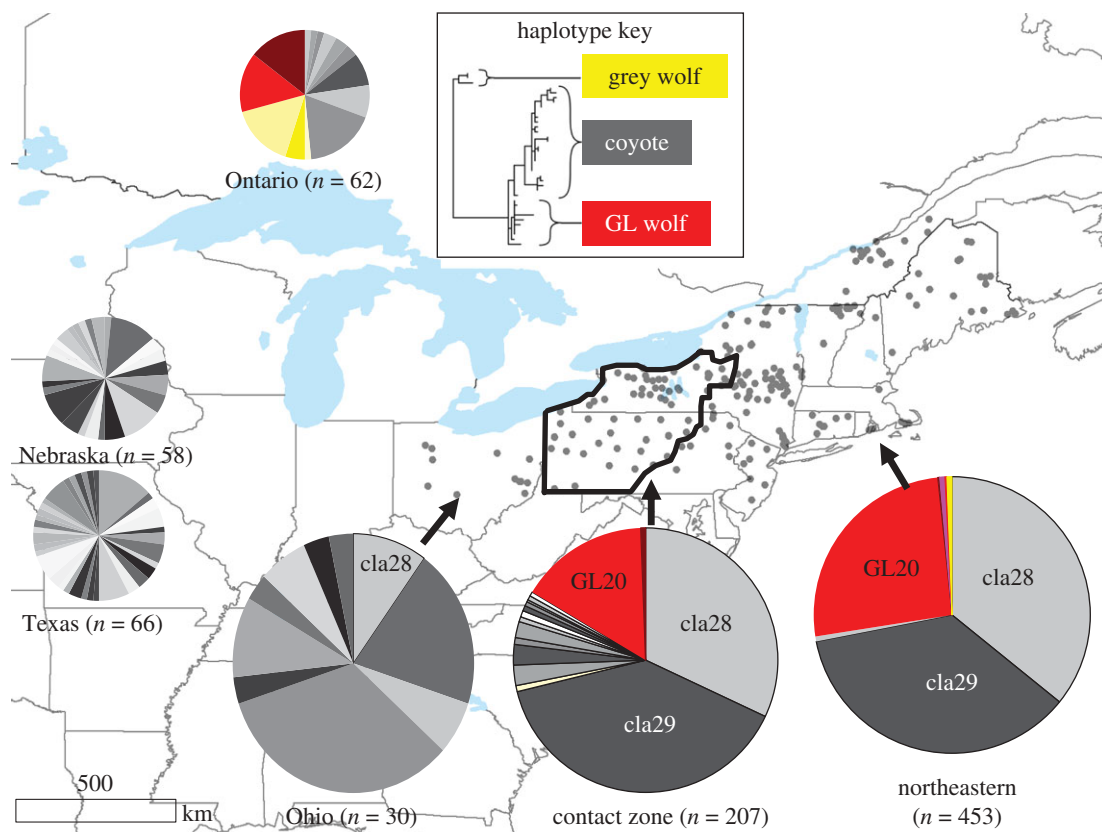 haplotype key
grey wolf
coyote
GL wolf
Ontario (n = 62)
Nebraska (n = 58)
Texas (n = 66)
cla28
GL20
cla28
cla29
GL20
cla28
cla29
500
km
Ohio (n = 30)
contact zone (n = 207)
northeastern
(n = 453)